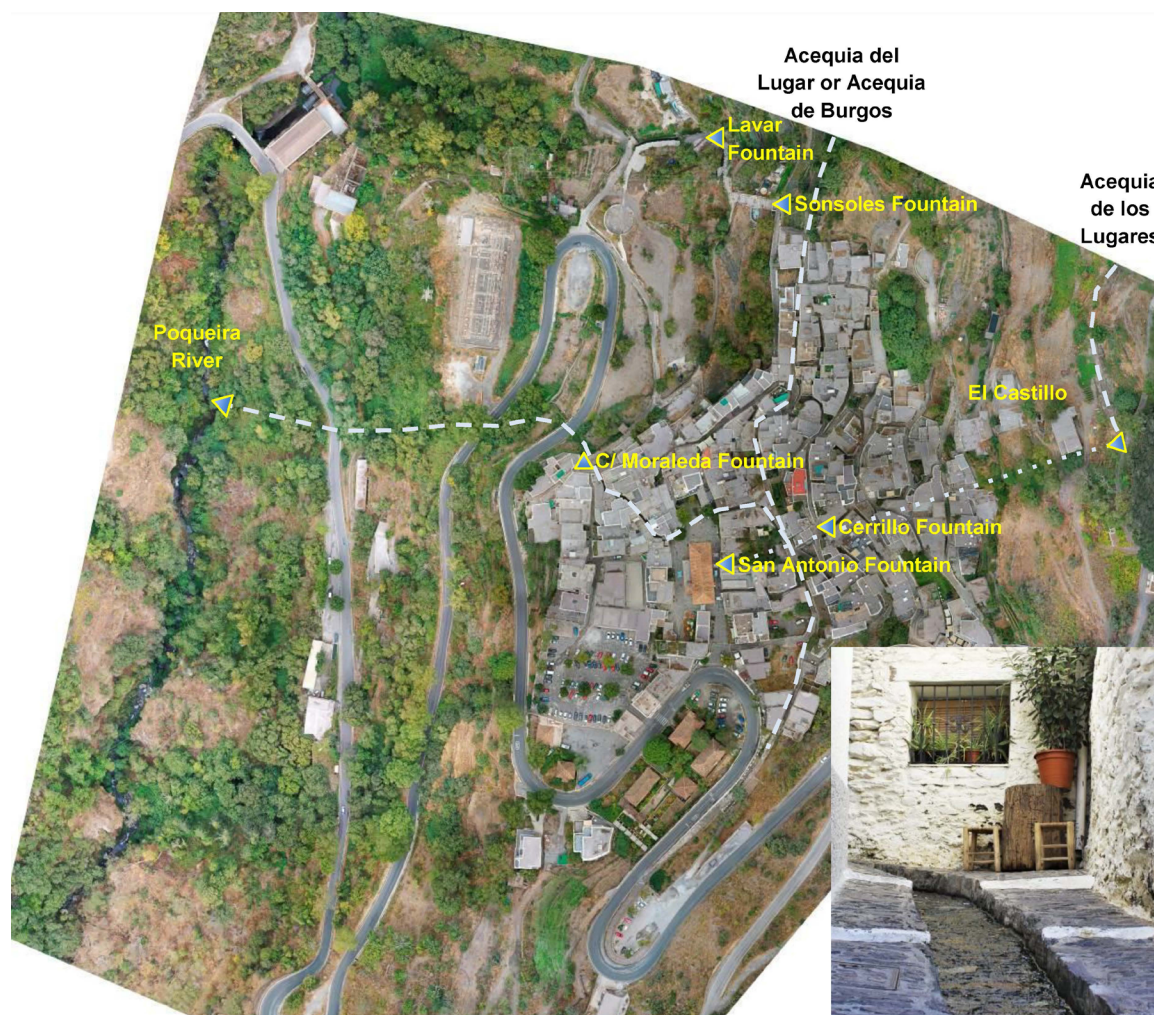 Acequia del
Lugar or Acequia
de Burgos
Lavar
Fountain
Acequia
de los
Lugares
Sonsoles Fountain
Poqueira
River
El Castillo
C/ Moraleda Fountain
Cerrillo Fountain
San Antonio Fountain